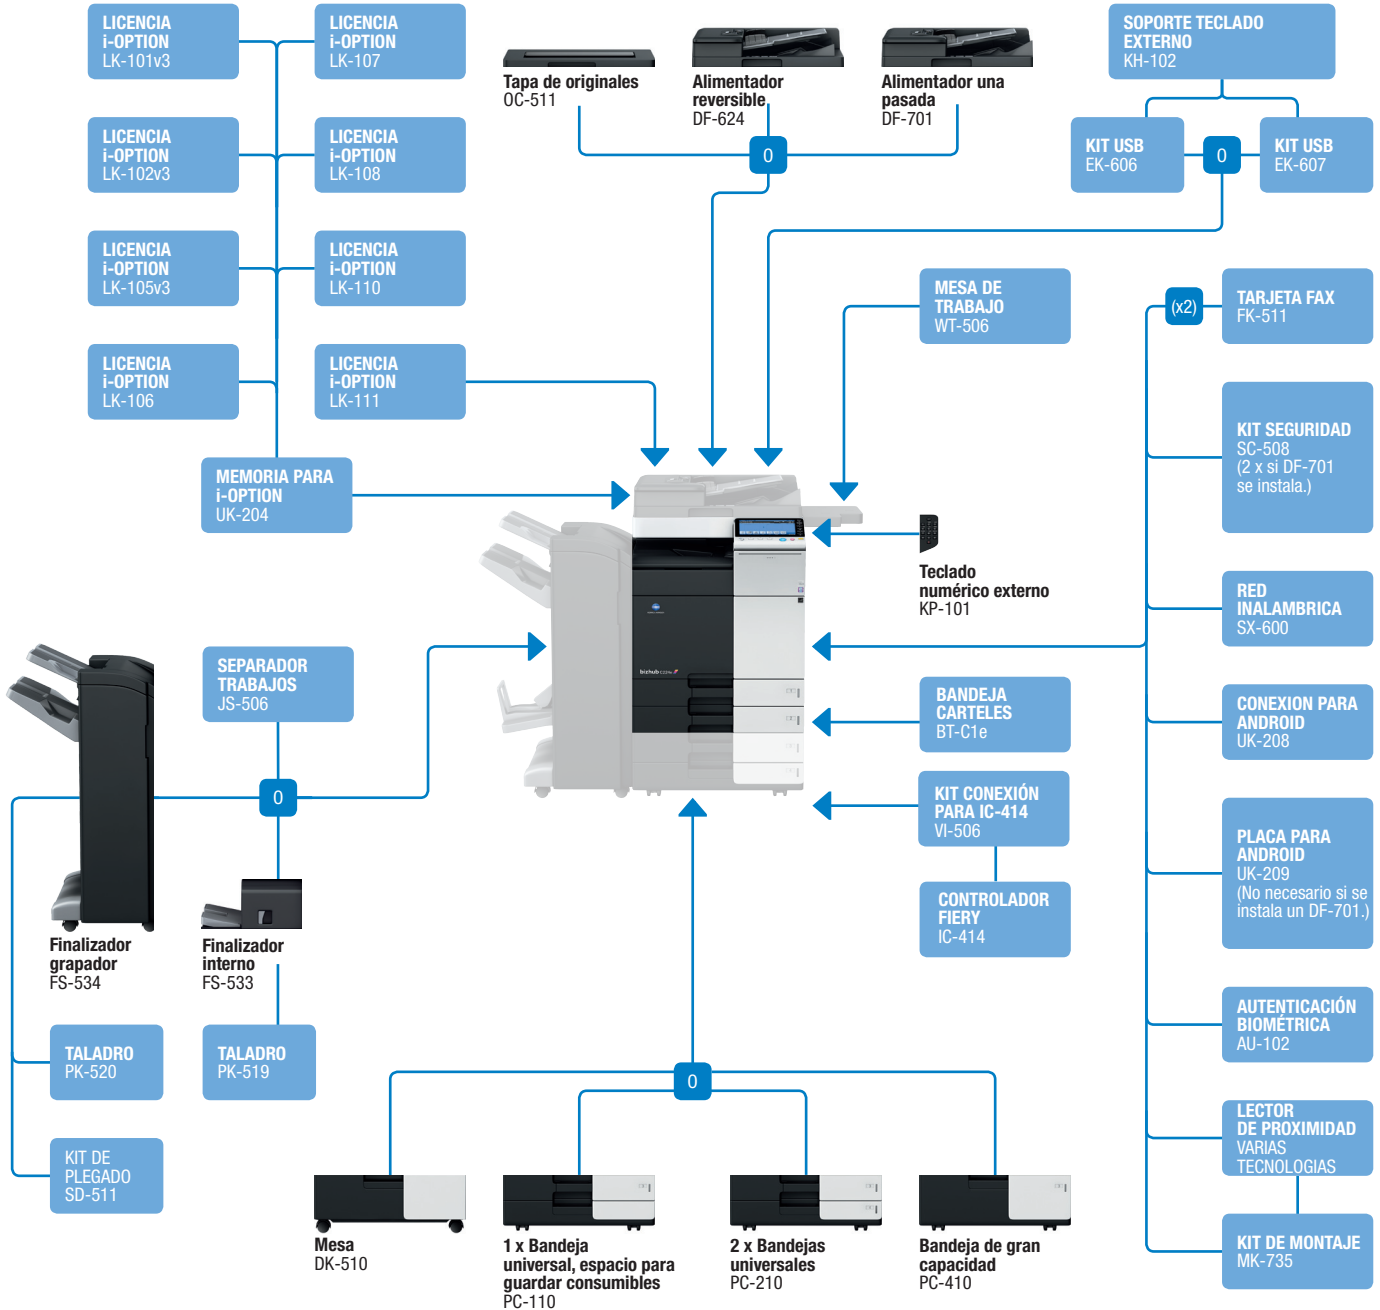 LICENCIA
i-OPTION
LK-101v3
LICENCIA
i-OPTION
LK-107
LICENCIA
i-OPTION
LK-102v3
LICENCIA
i-OPTION
LK-108
LICENCIA
i-OPTION
LK-105v3
LICENCIA
i-OPTION
LK-110
LICENCIA
i-OPTION
LK-106
LICENCIA
i-OPTION
LK-111
MEMORIA PARA
i-OPTION
UK-204
Tapa de originales
OC-511
Alimentador
reversible
DF-624
Alimentador una
pasada
DF-701
0
SOPORTE TECLADO
EXTERNO
KH-102
KIT USB
EK-606
0
KIT USB
EK-607
MESA DE
TRABAJO
WT-506
(x2)
TARJETA FAX
FK-511
KIT SEGURIDAD
SC-508
(2 x si DF-701
se instala.)
Teclado
numérico externo
KP-101
RED
INALAMBRICA
SX-600
bizhub C224e
SEPARADOR
TRABAJOS
JS-506
BANDEJA
CARTELES
BT-C1e
CONEXION PARA
ANDROID
UK-208
0
KIT CONEXIÓN
PARA IC-414
VI-506
PLACA PARA
ANDROID
UK-209
(No necesario si se
instala un DF-701.)
CONTROLADOR
FIERY
IC-414
Finalizador
grapador
FS-534
Finalizador
interno
FS-533
AUTENTICACIÓN
BIOMÉTRICA
AU-102
TALADRO
PK-520
TALADRO
PK-519
0
LECTOR
DE PROXIMIDAD
VARIAS
TECNOLOGIAS
KIT DE
PLEGADO
SD-511
KIT DE MONTAJE
MK-735
Mesa
DK-510
1 x Bandeja
universal, espacio para
guardar consumibles
PC-110
2 x Bandejas
universales
PC-210
Bandeja de gran
capacidad
PC-410